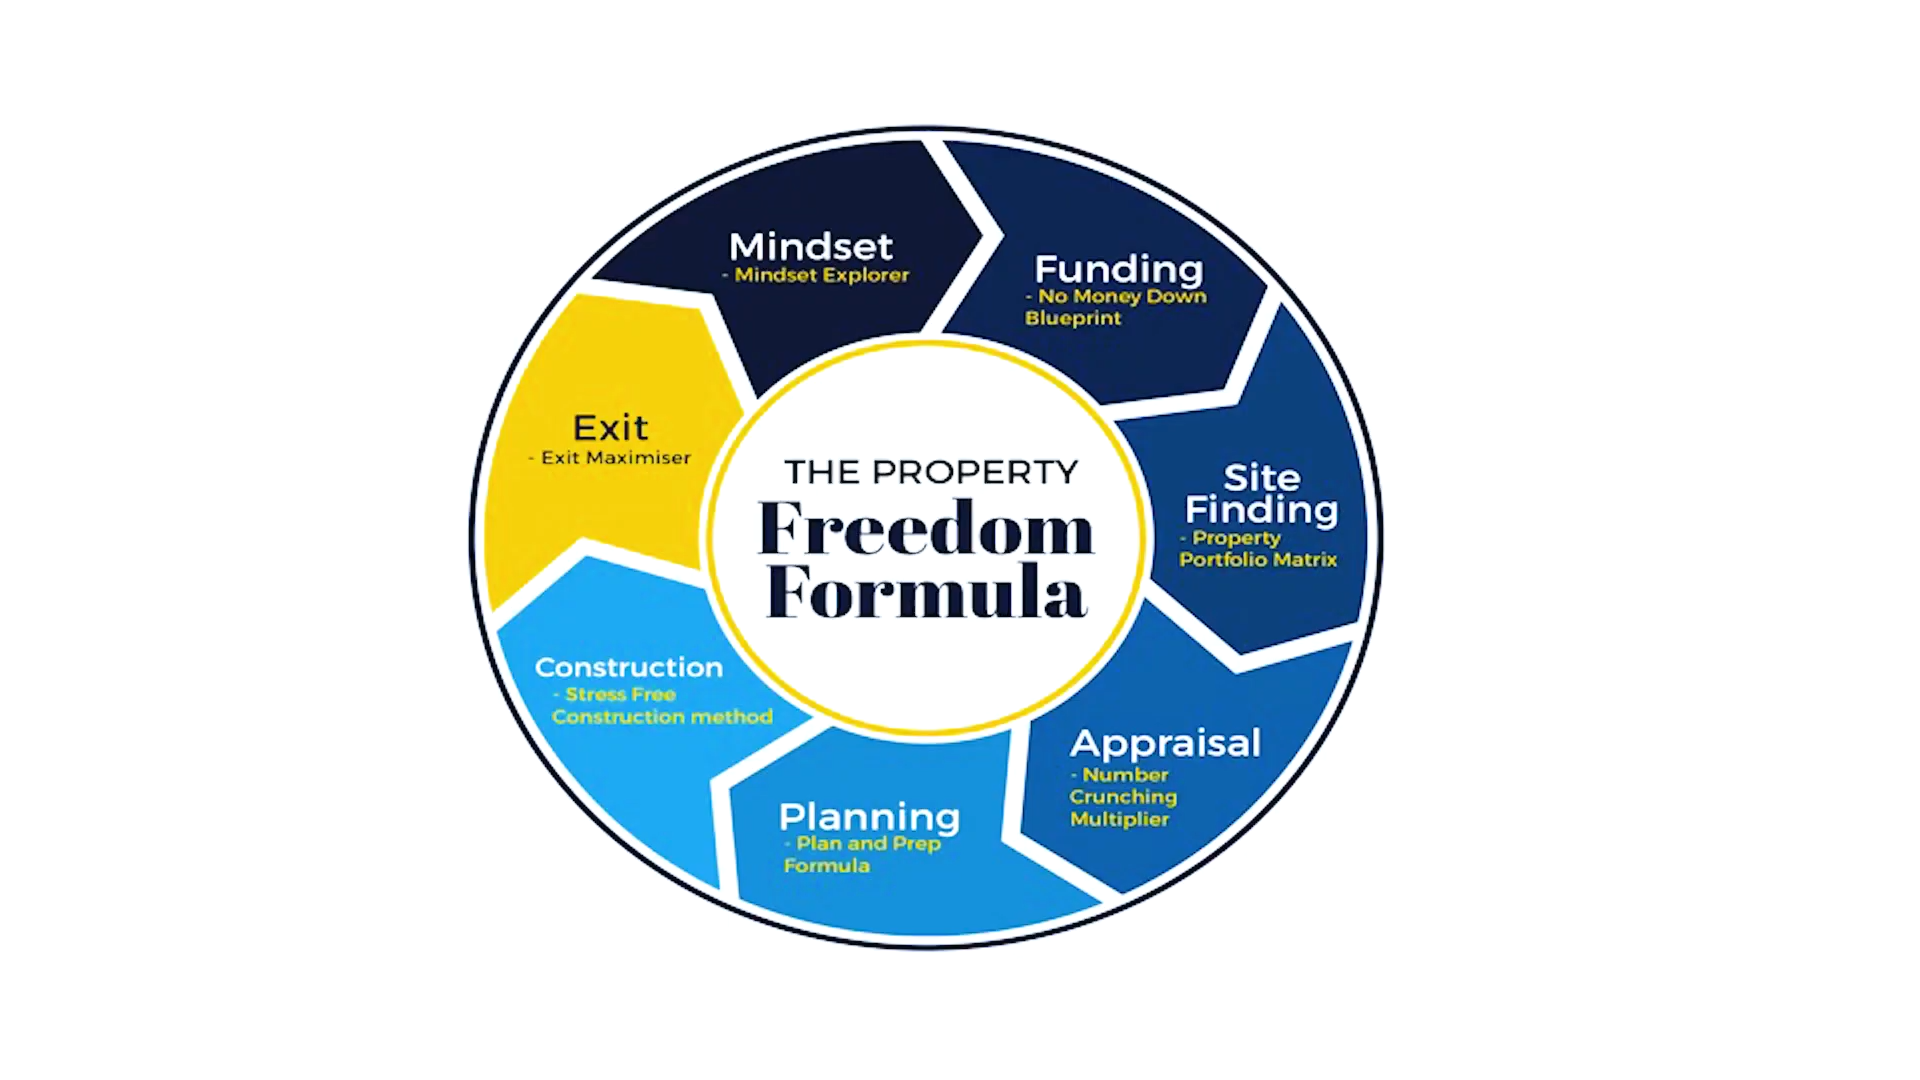 THE PROPERTY
Freedom
Formula
Mindset
- Mindset Explorer
Funding
- No Money Down
Blueprint
Site
Finding
- Property
Portfolio Matrix
Appraisal
- Number
Crunching
Multiplier
Planning
- Plan and Prep
Formula
Construction
- Stress Free
Construction method
Exit
- Exit Maximiser